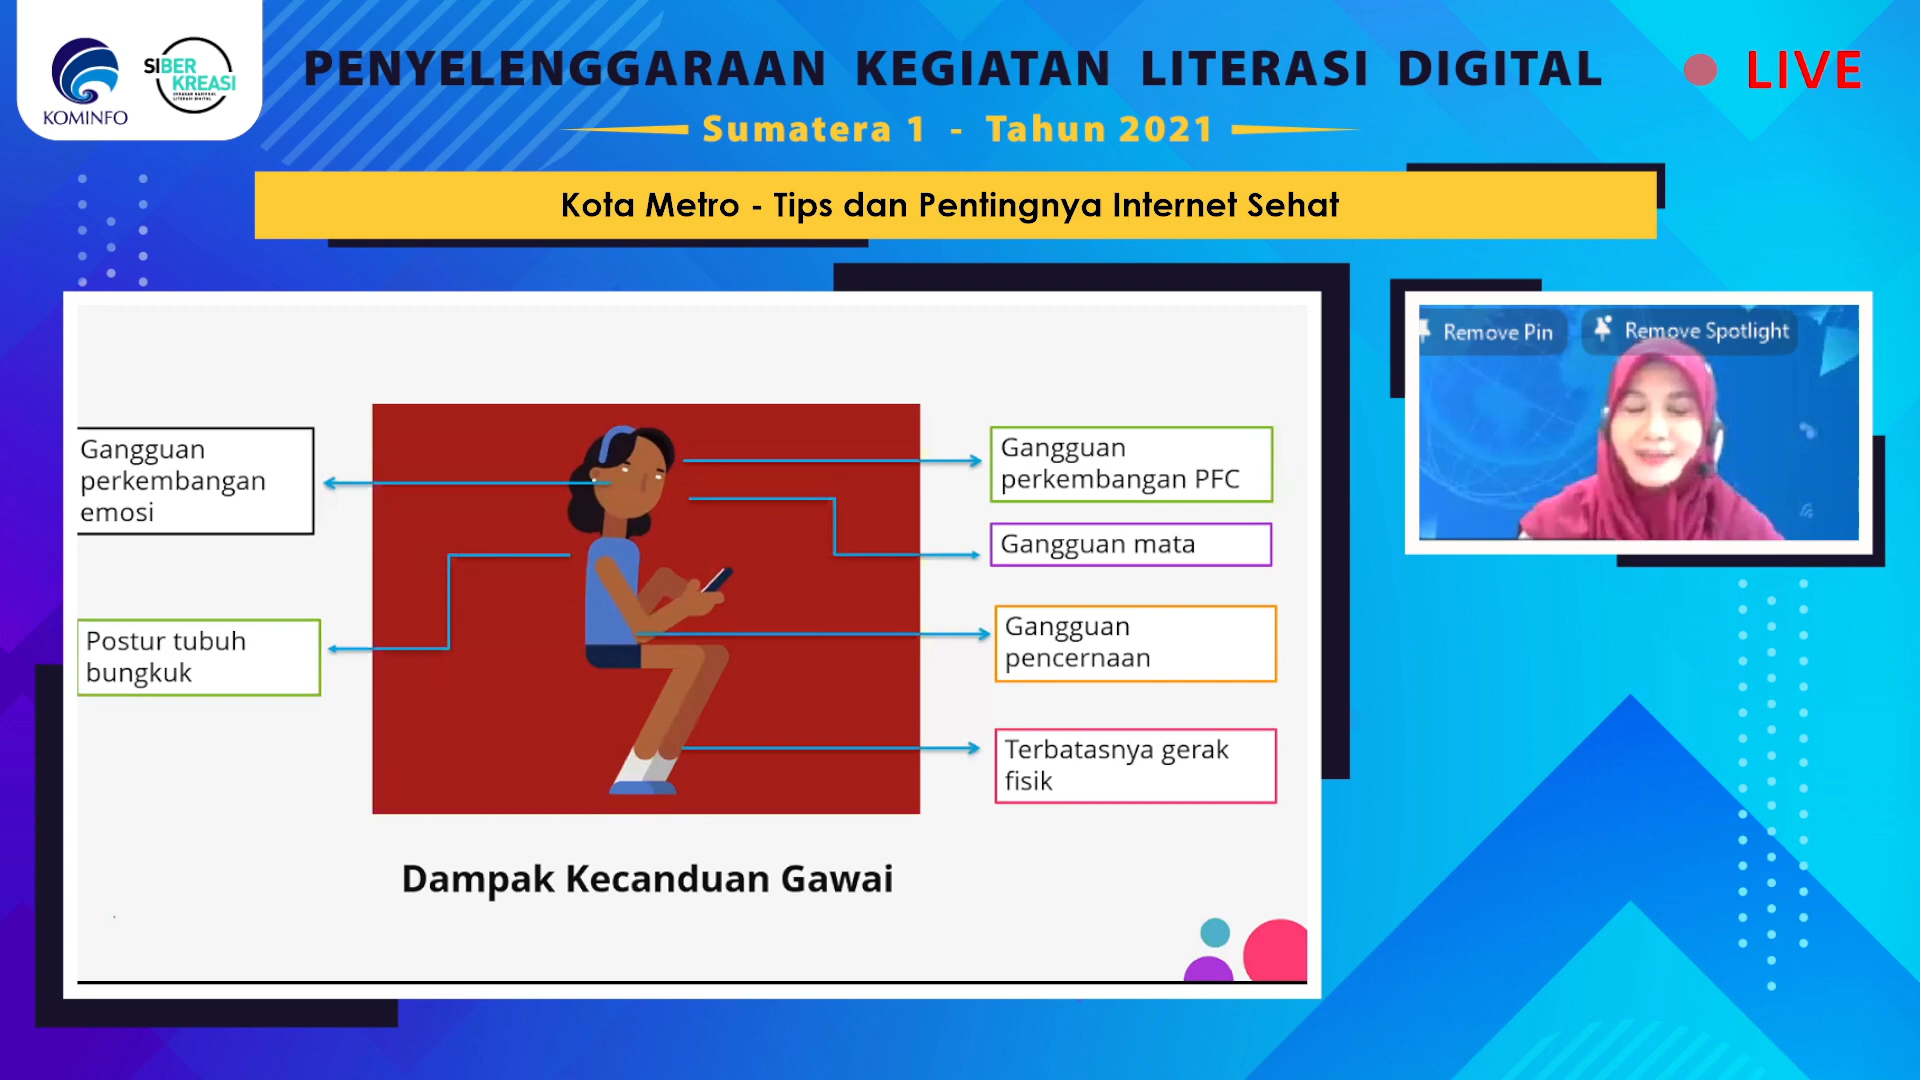 KOMINFO
SIBER
KREASI
PENYELENGGARAAN KEGIATAN LITERASI DIGITAL
LIVE
Sumatera 1 - Tahun 2021
Kota Metro - Tips dan Pentingnya Internet Sehat
Remove Pin
Remove Spotlight
Gangguan
perkembangan
emosi
Postur tubuh
bungkuk
Gangguan
perkembangan PFC
Gangguan mata
Gangguan
pencernaan
Terbatasnya gerak
fisik
Dampak Kecanduan Gawai